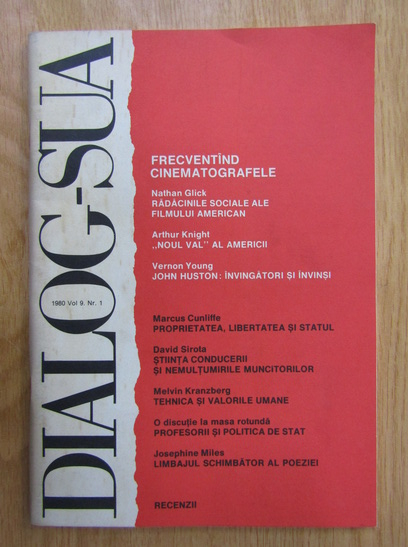 DIALOG-SUA
1980 Vol 9. Nr. 1
FRECVENTÎND
CINEMATOGRAFELE
Nathan Glick
RĂDĂCINILE SOCIALE ALE
FILMULUI AMERICAN
Arthur Knight
,,NOUL VAL'' AL AMERICII
Vernon Young
JOHN HUSTON: ÎNVINGĂTORI ȘI ÎNVINȘI
Marcus Cunliffe
PROPRIETATEA, LIBERTATEA ȘI STATUL
David Sirota
ȘTIINȚA CONDUCERII
ȘI NEMULȚUMIRILE MUNCITORILOR
Melvin Kranzberg
TEHNICA ȘI VALORILE UMANE
O discuție la masa rotundă
PROFESORII ȘI POLITICA DE STAT
Josephine Miles
LIMBAJUL SCHIMBĂTOR AL POEZIEI
RECENZII